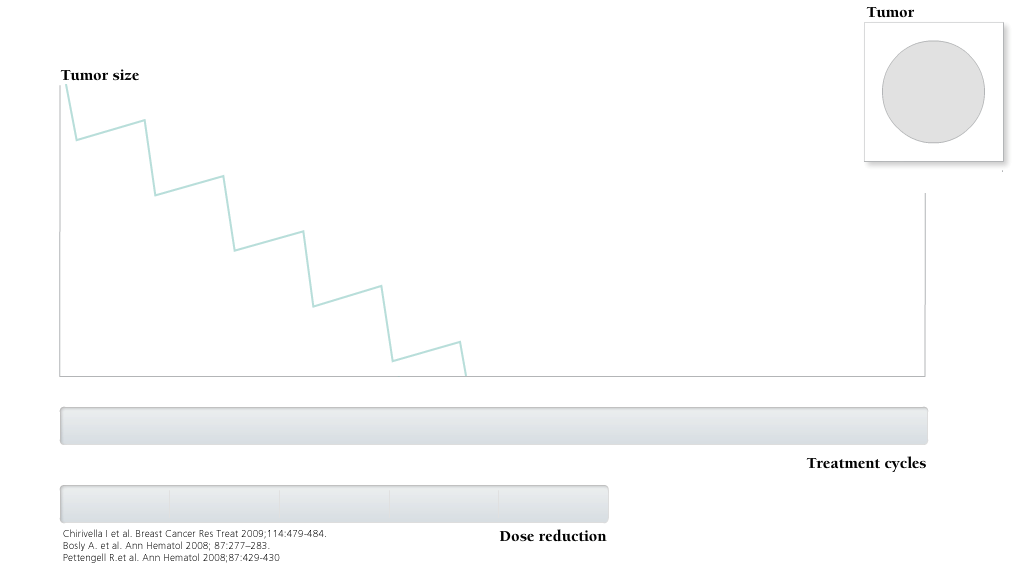 Tumor
Tumor size
Treatment cycles
Dose reduction
Chirivella I et al. Breast Cancer Res Treat 2009;114:479-484.
Bosly A. et al. Ann Hematol 2008; 87:277–283.
Pettengell R.et al. Ann Hematol 2008;87:429-430